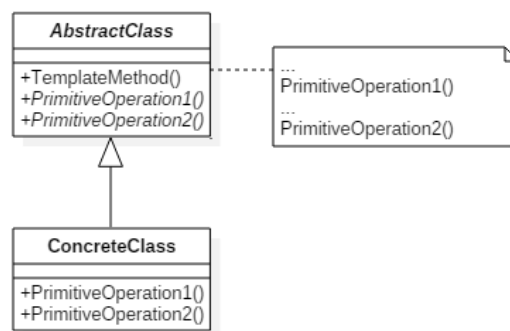 AbstractClass
+TemplateMethod()
+PrimitiveOperation1()
+PrimitiveOperation2()
...
PrimitiveOperation1()
...
PrimitiveOperation2()
ConcreteClass
+PrimitiveOperation1()
+PrimitiveOperation2()